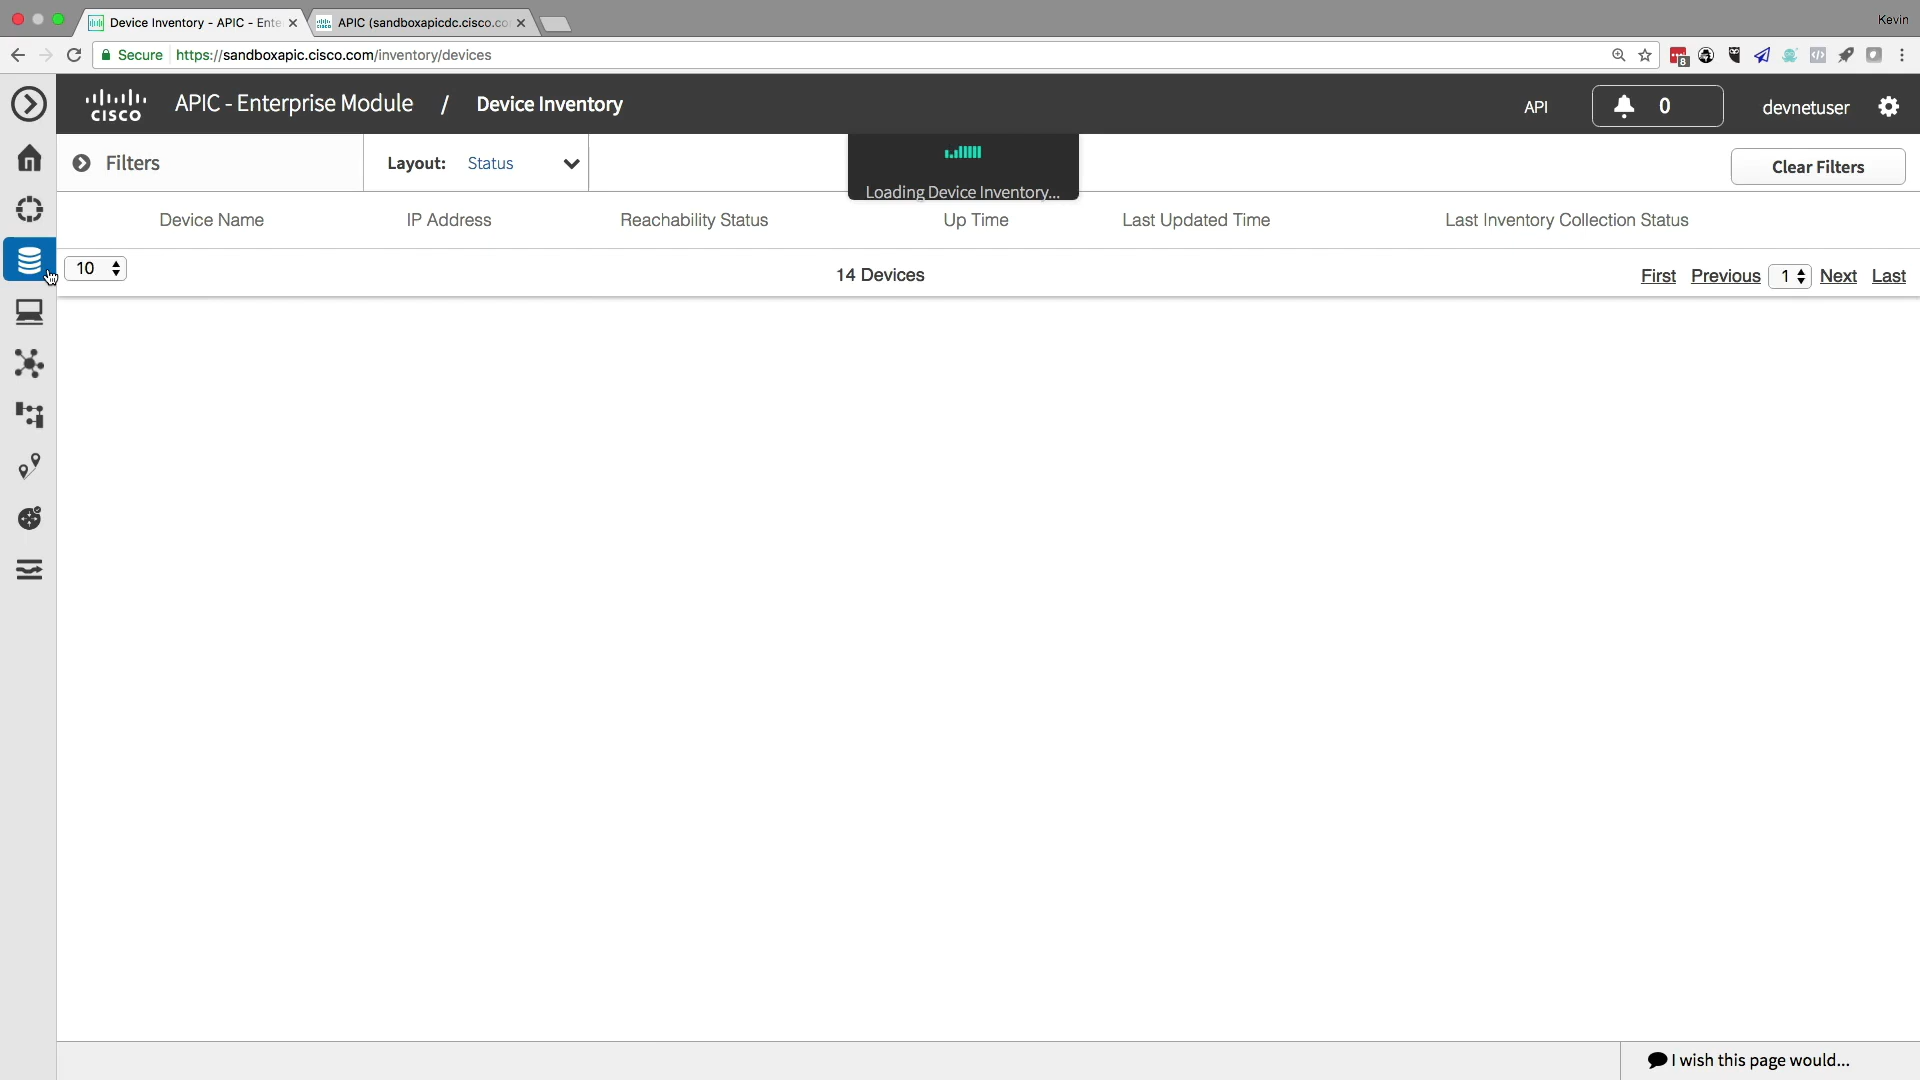 Device Inventory - APIC - Ente
APIC (sandboxapicdc.cisco.co
Kevin
Secure
https://sandboxapic.cisco.com/inventory/devices
8
CISCO
APIC - Enterprise Module / Device Inventory
API
0
devnetuser
Filters
Layout: Status
Loading Device Inventory...
Clear Filters
Device Name IP Address Reachability Status Up Time Last Updated Time Last Inventory Collection Status
10
14 Devices
First Previous 1 Next Last
I wish this page would...